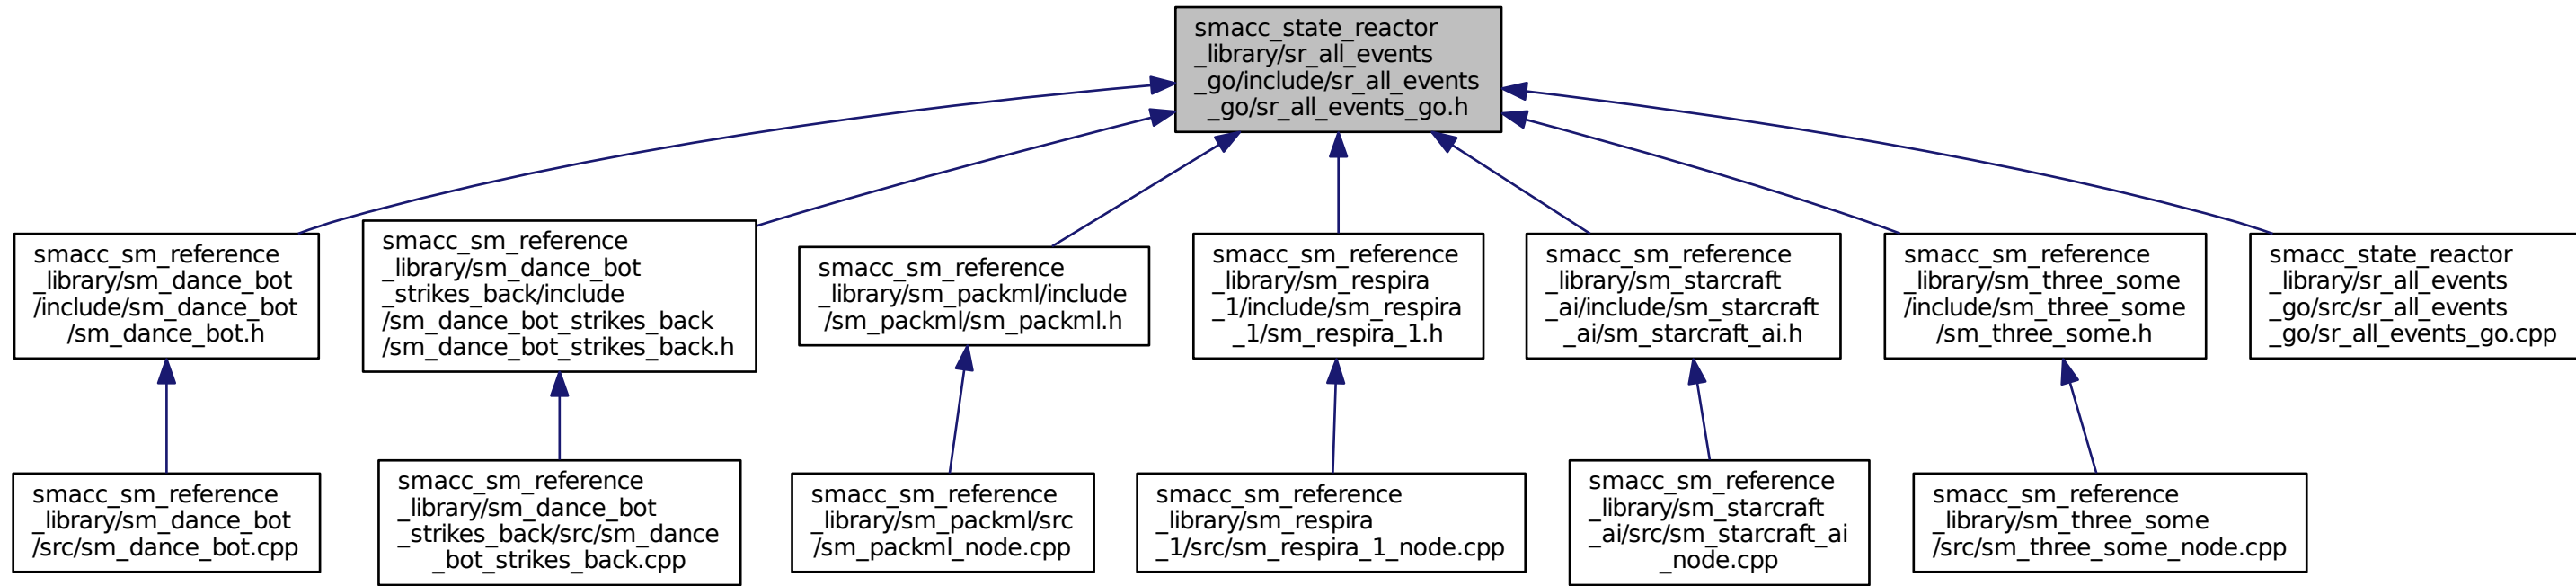 smacc_state_reactor
_library/sr_all_events
_go/include/sr_all_events
_go/sr_all_events_go.h
smacc_sm_reference
_library/sm_dance_bot
/include/sm_dance_bot
/sm_dance_bot.h
smacc_sm_reference
_library/sm_dance_bot
_strikes_back/include
/sm_dance_bot_strikes_back
/sm_dance_bot_strikes_back.h
smacc_sm_reference
_library/sm_packml/include
/sm_packml/sm_packml.h
smacc_sm_reference
_library/sm_respira
_1/include/sm_respira
_1/sm_respira_1.h
smacc_sm_reference
_library/sm_starcraft
_ai/include/sm_starcraft
_ai/sm_starcraft_ai.h
smacc_sm_reference
_library/sm_three_some
/include/sm_three_some
/sm_three_some.h
smacc_state_reactor
_library/sr_all_events
_go/src/sr_all_events
_go/sr_all_events_go.cpp
smacc_sm_reference
_library/sm_dance_bot
/src/sm_dance_bot.cpp
smacc_sm_reference
_library/sm_dance_bot
_strikes_back/src/sm_dance
_bot_strikes_back.cpp
smacc_sm_reference
_library/sm_packml/src
/sm_packml_node.cpp
smacc_sm_reference
_library/sm_respira
_1/src/sm_respira_1_node.cpp
smacc_sm_reference
_library/sm_starcraft
_ai/src/sm_starcraft_ai
_node.cpp
smacc_sm_reference
_library/sm_three_some
/src/sm_three_some_node.cpp